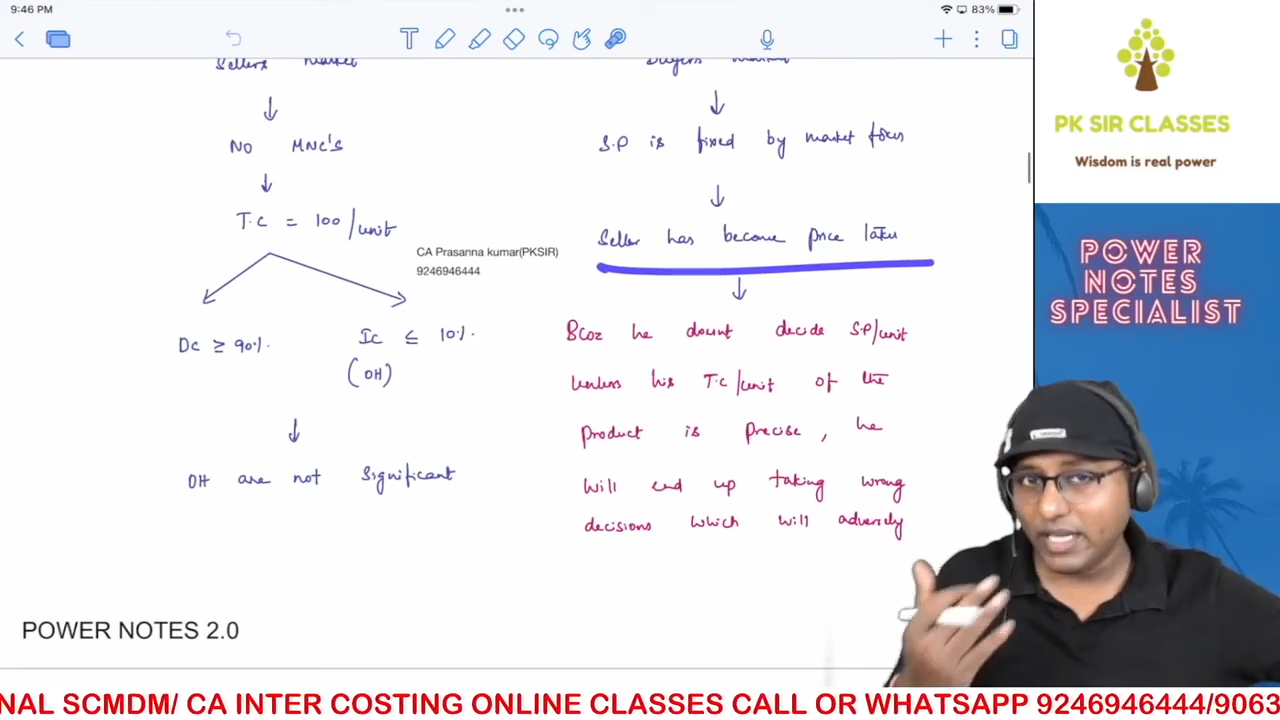 9:46 PM
83%
T
Sellers market
Buyers market
NO MNC'S
S.P is fixed by market forces
T.C = 100/unit
Seller has become price taker
CA Prasanna kumar(PKSIR)
9246946444
DC ≥ 90%.
Ic ≤ 10%.
(OH)
OH are not Significant
BCoz he doesnt decide S.P/unit
Unless his T.C/unit of the
Product is Precise, he
will end up taking wrong
decisions which will adversely
POWER NOTES 2.0
PK SIR CLASSES
Wisdom is real power
POWER
NOTES
SPECIALIST
NAL SCMDM/ CA INTER COSTING ONLINE CLASSES CALL OR WHATSAPP 9246946444/9063